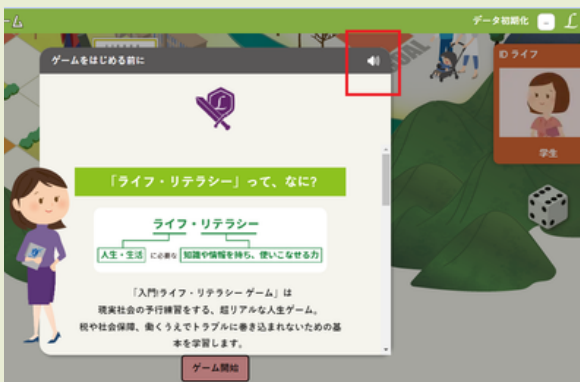 ーム
データ初期化
ゲームをはじめる前に
GOAL
ID ライフ
学生
「ライフ・リテラシー」って、なに?
ライフ・リテラシー
人生・生活 に必要な 知識や情報を持ち、使いこなせる力
「入門!ライフ・リテラシー ゲーム」は
現実社会の予行練習をする、超リアルな人生ゲーム。
税や社会保障、働くうえでトラブルに巻き込まれないための基
本を学習します。
ゲーム開始